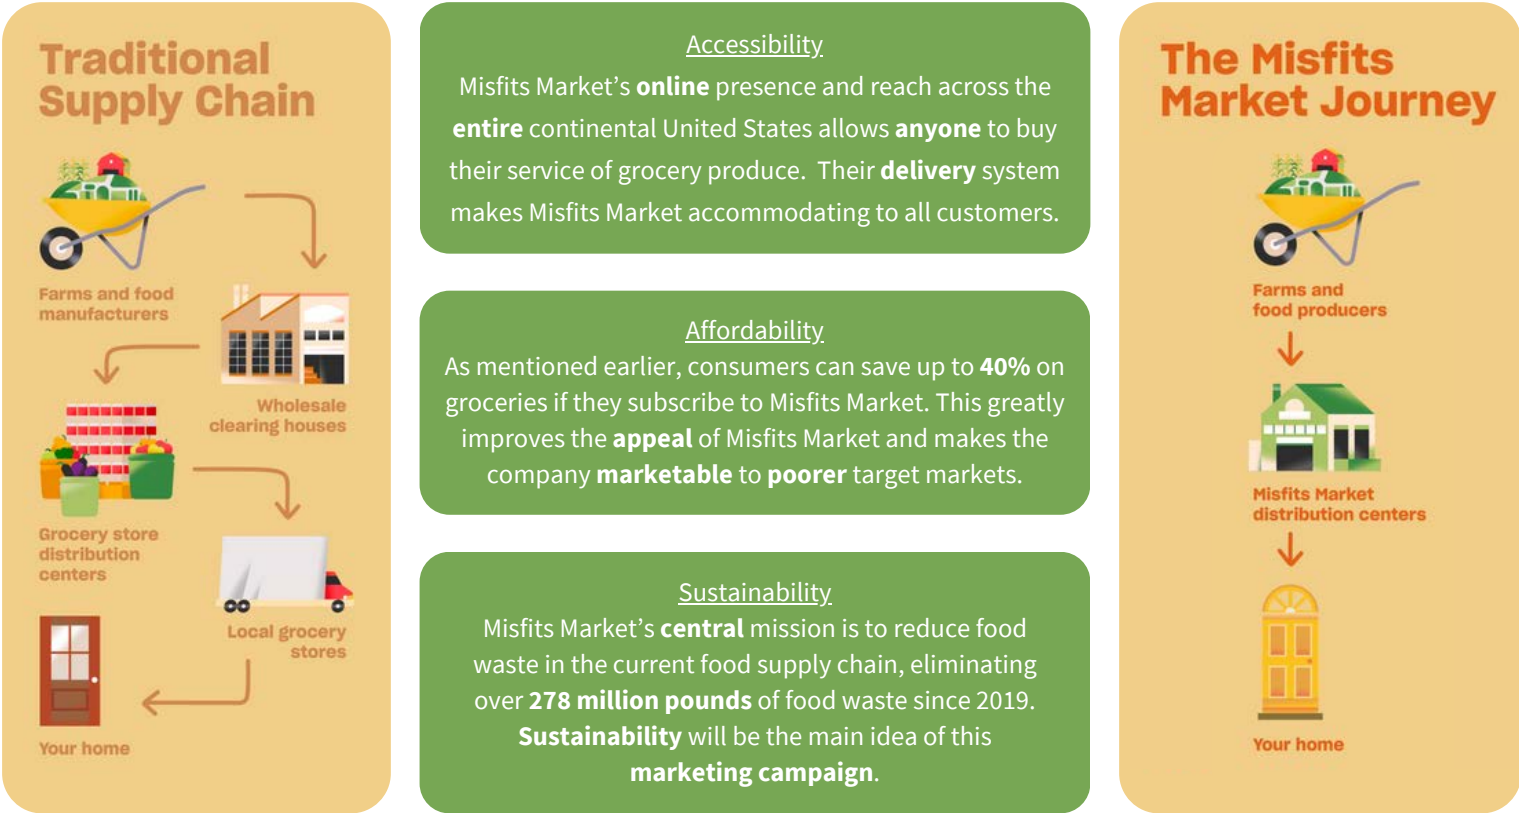 Traditional
Supply Chain
Farms and food
manufacturers
Wholesale
clearing houses
Grocery store
distribution
centers
Local grocery
stores
Your home
Accessibility
Misfits Market’s online presence and reach across the
entire continental United States allows anyone to buy
their service of grocery produce.  Their delivery system
makes Misfits Market accommodating to all customers.
Affordability
As mentioned earlier, consumers can save up to 40% on
groceries if they subscribe to Misfits Market. This greatly
improves the appeal of Misfits Market and makes the
company marketable to poorer target markets.
Sustainability
Misfits Market’s central mission is to reduce food
waste in the current food supply chain, eliminating
over 278 million pounds of food waste since 2019.
Sustainability will be the main idea of this
marketing campaign.
The Misfits
Market Journey
Farms and
food producers
Misfits Market
distribution centers
Your home